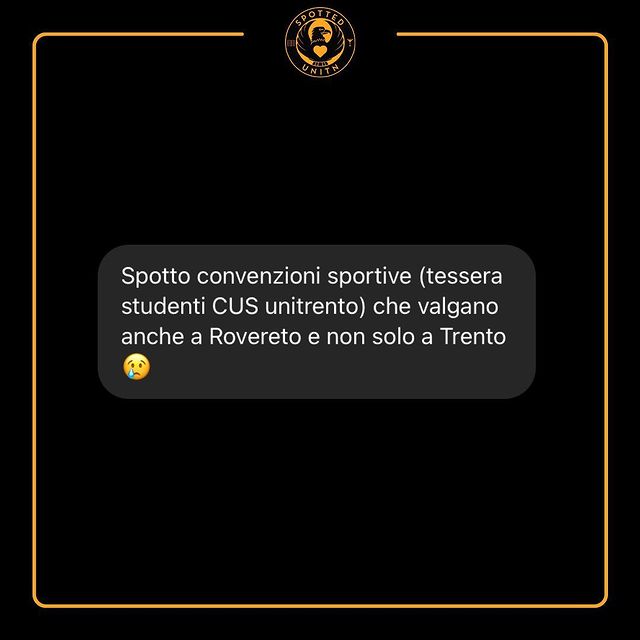 SPOTTED
UNITN
Spotto convenzioni sportive (tessera
studenti CUS unitrento) che valgano
anche a Rovereto e non solo a Trento
😢